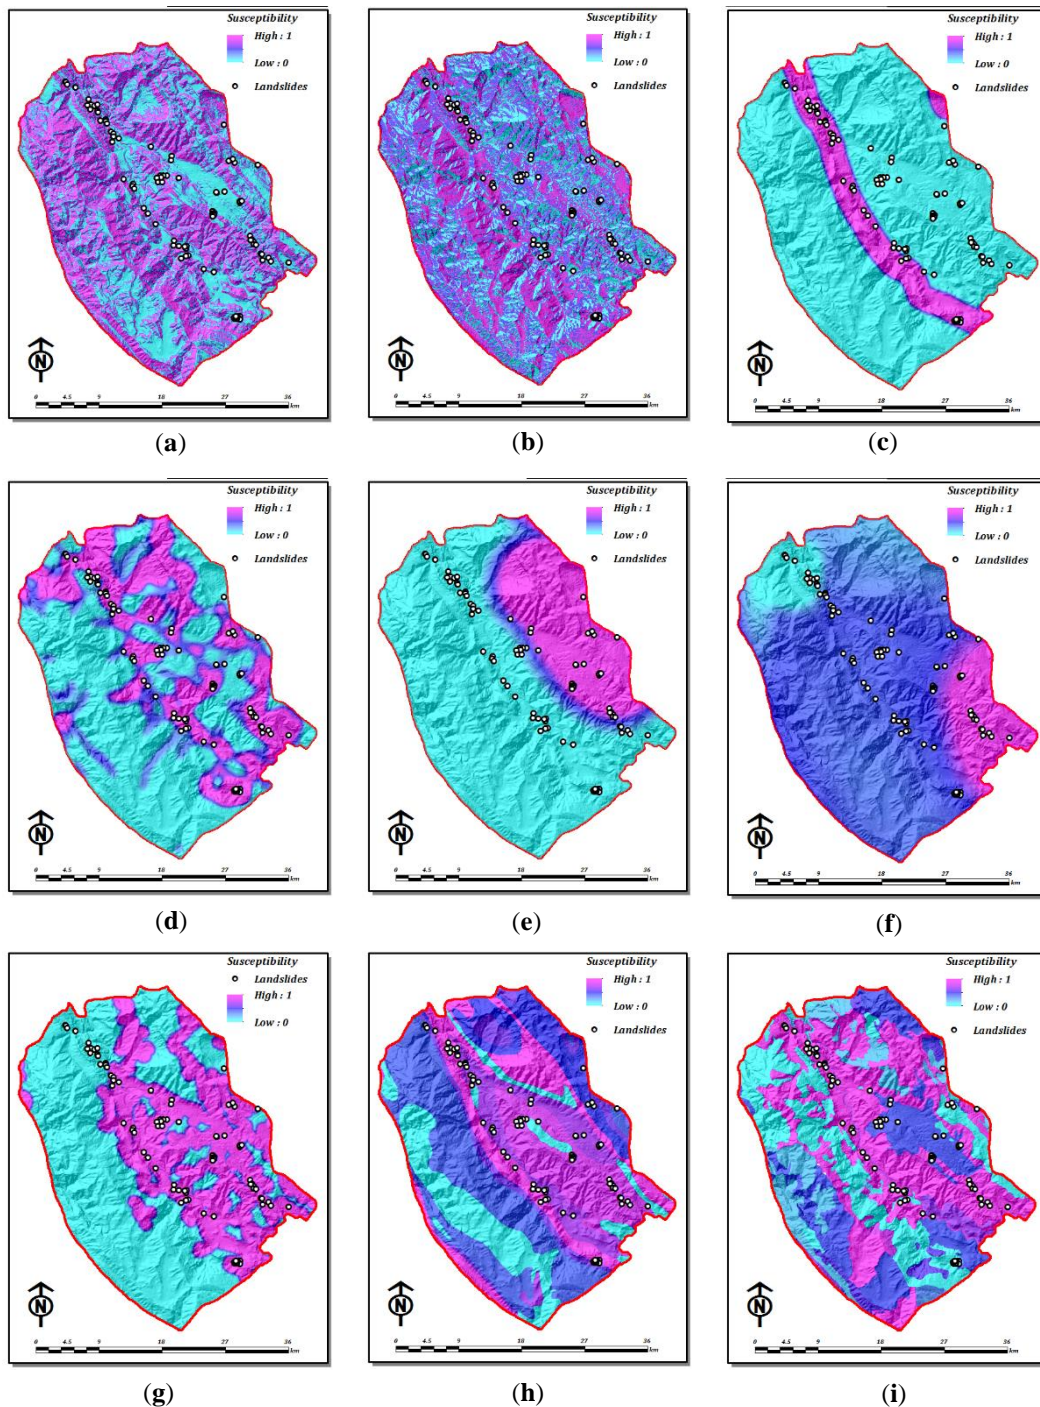 Susceptibility
High : 1
Low : 0
Landslides
N
0 4.5 9 18 27 36
km
(a)
Susceptibility
High : 1
Low : 0
Landslides
N
0 4.5 9 18 27 36
km
(b)
Susceptibility
High : 1
Low : 0
Landslides
N
0 4.5 9 18 27 36
km
(c)
Susceptibility
High : 1
Low : 0
Landslides
N
0 4.5 9 18 27 36
km
(d)
Susceptibility
High : 1
Low : 0
Landslides
N
0 4.5 9 18 27 36
km
(e)
Susceptibility
High : 1
Low : 0
Landslides
N
0 4.5 9 18 27 36
km
(f)
Susceptibility
Landslides
High : 1
Low : 0
N
0 4.5 9 18 27 36
km
(g)
Susceptibility
High : 1
Low : 0
Landslides
N
0 4.5 9 18 27 36
km
(h)
Susceptibility
High : 1
Low : 0
Landslides
N
0 4.5 9 18 27 36
km
(i)